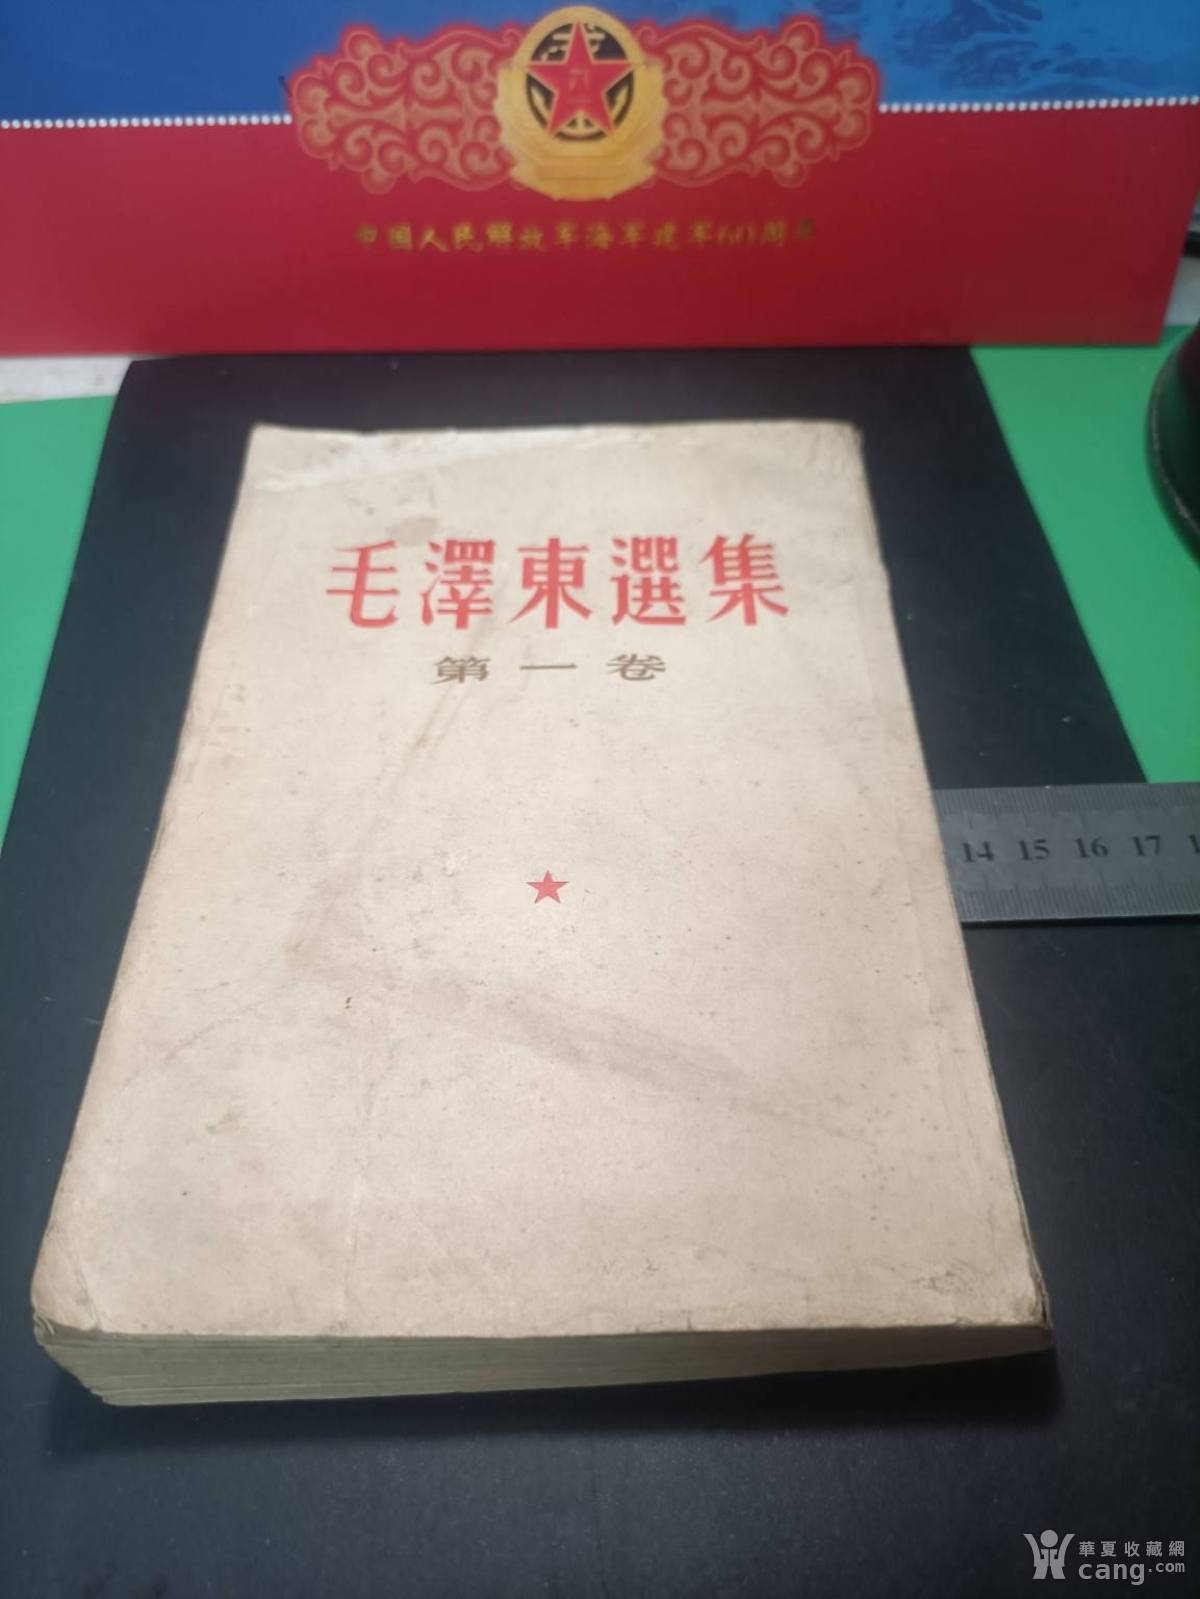 中国人民解放军海军建军60周年
毛澤東選集
第一卷
14 15 16 17
華夏收藏網
cang.com